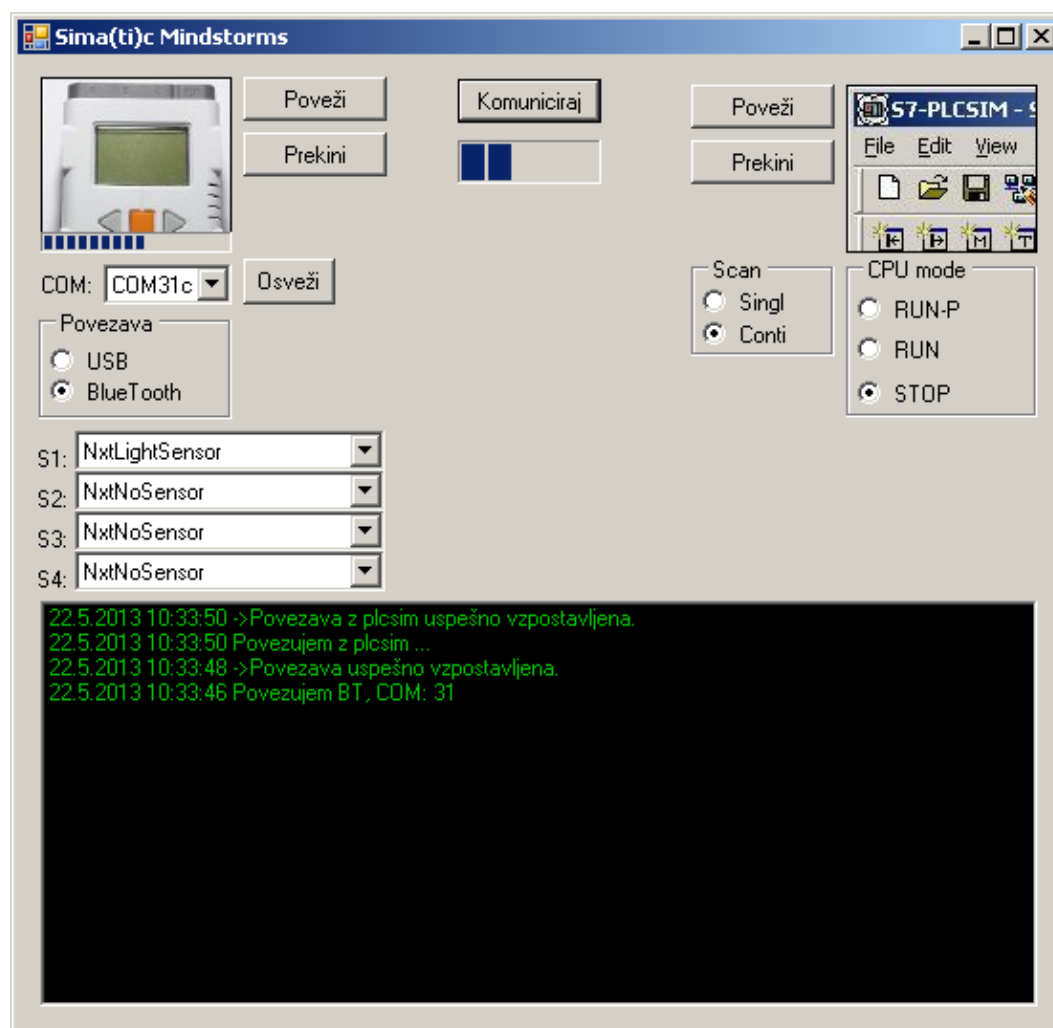 Sima(ti)c Mindstorms
Poveži
Komuniciraj
Poveži
S7-PLCSIM - S
Prekini
Prekini
File Edit View
COM: COM31c
Osveži
Povezava
USB
BlueTooth
Scan
Singl
Conti
CPU mode
RUN-P
RUN
STOP
S1: NxtLightSensor
S2: NxtNoSensor
S3: NxtNoSensor
S4: NxtNoSensor
22.5.2013 10:33:50 ->Povezava z plcsim uspešno vzpostavljena.
22.5.2013 10:33:50 Povezujem z plcsim ...
22.5.2013 10:33:48 ->Povezava uspešno vzpostavljena.
22.5.2013 10:33:46 Povezujem BT, COM: 31